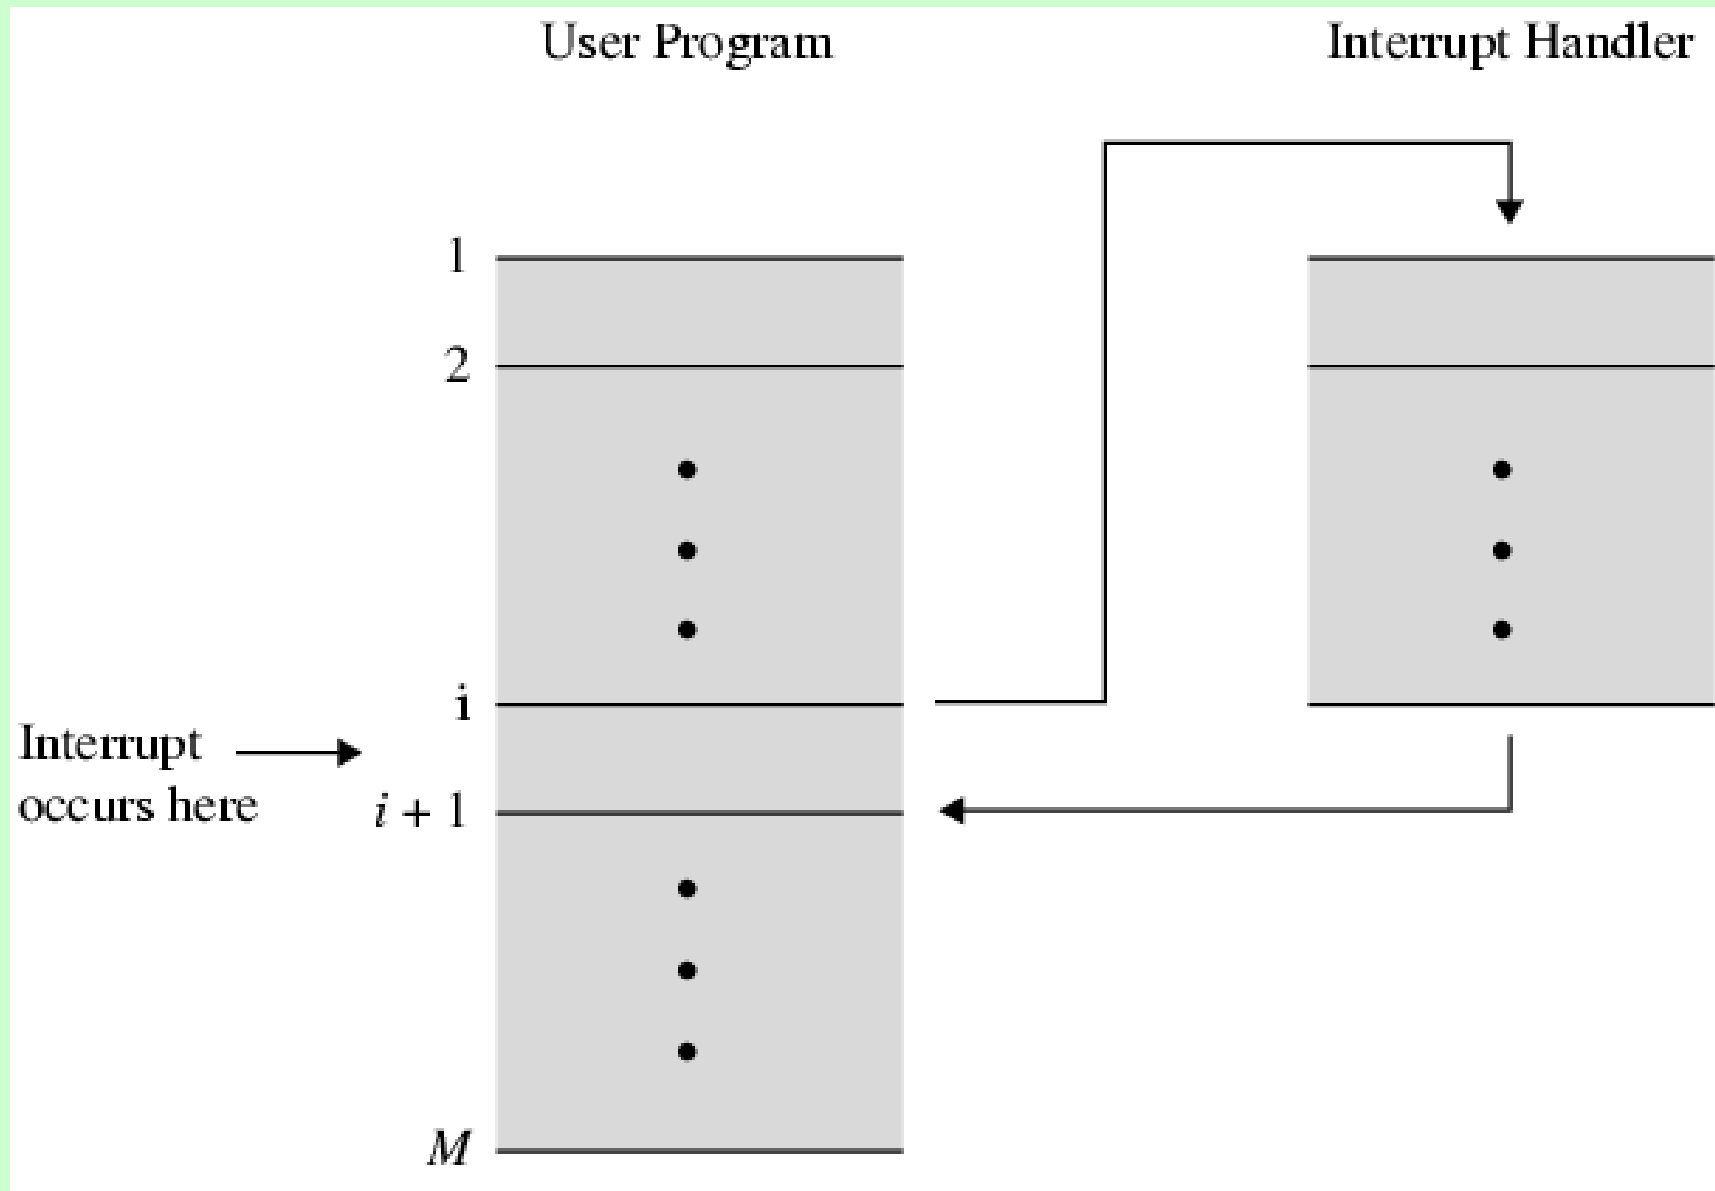 User Program
Interrupt Handler
1
2
i
Interrupt
occurs here
i + 1
M